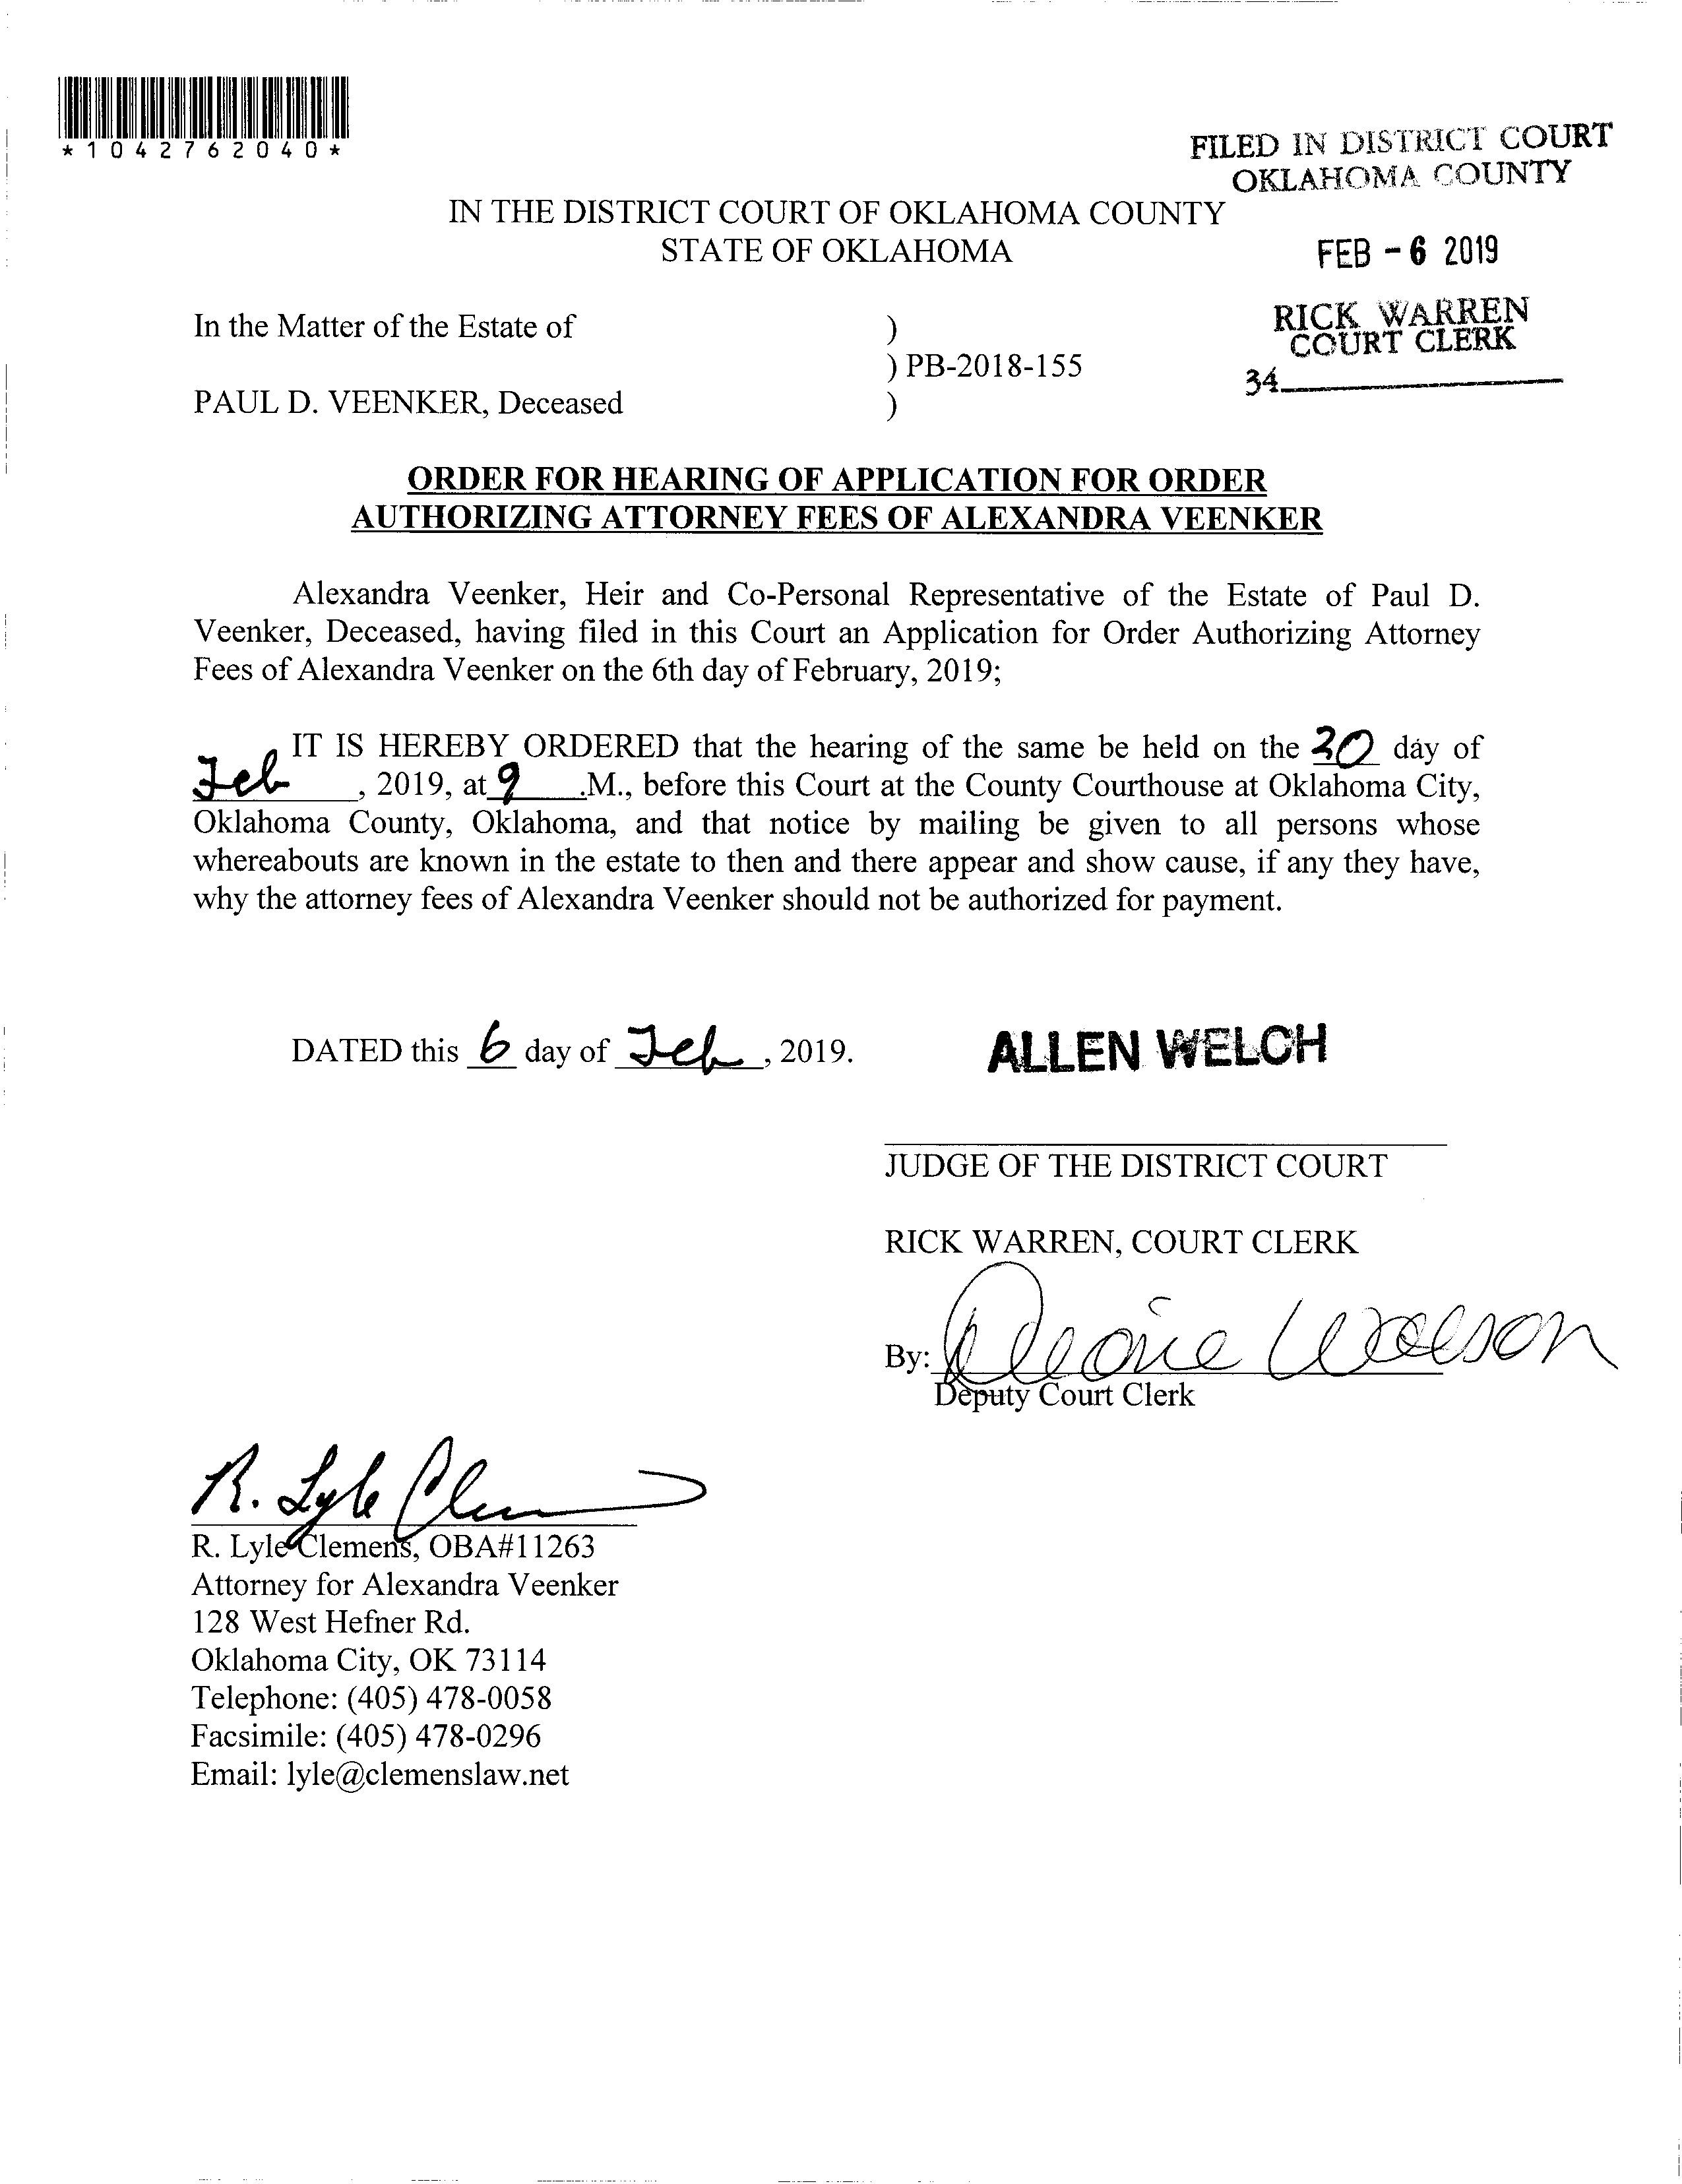 *1042762040*
FILED IN DISTRICT COURT
OKLAHOMA COUNTY
IN THE DISTRICT COURT OF OKLAHOMA COUNTY
STATE OF OKLAHOMA
FEB - 6 2019
RICK WARREN
COURT CLERK
34
In the Matter of the Estate of )
) PB-2018-155
PAUL D. VEENKER, Deceased )
ORDER FOR HEARING OF APPLICATION FOR ORDER
AUTHORIZING ATTORNEY FEES OF ALEXANDRA VEENKER
Alexandra Veenker, Heir and Co-Personal Representative of the Estate of Paul D.
Veenker, Deceased, having filed in this Court an Application for Order Authorizing Attorney
Fees of Alexandra Veenker on the 6th day of February, 2019;
IT IS HEREBY ORDERED that the hearing of the same be held on the 20 day of
Feb, 2019, at 9 .M., before this Court at the County Courthouse at Oklahoma City,
Oklahoma County, Oklahoma, and that notice by mailing be given to all persons whose
whereabouts are known in the estate to then and there appear and show cause, if any they have,
why the attorney fees of Alexandra Veenker should not be authorized for payment.
DATED this 6 day of Feb, 2019.
ALLEN WELCH
JUDGE OF THE DISTRICT COURT
RICK WARREN, COURT CLERK
By:
Deputy Court Clerk
R. Lyle Clemens
R. Lyle Clemens, OBA#11263
Attorney for Alexandra Veenker
128 West Hefner Rd.
Oklahoma City, OK 73114
Telephone: (405) 478-0058
Facsimile: (405) 478-0296
Email: lyle@clemenslaw.net